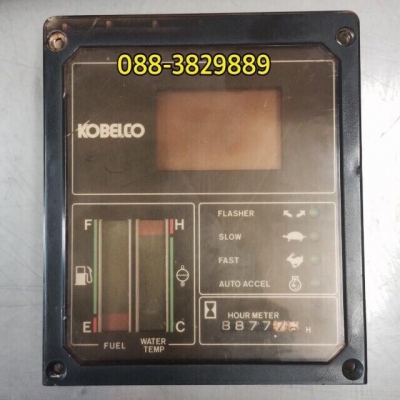 088-3829889
KOBELCO
F H
E C
FUEL WATER TEMP
FLASHER
SLOW
FAST
AUTO ACCEL
HOUR METER
H